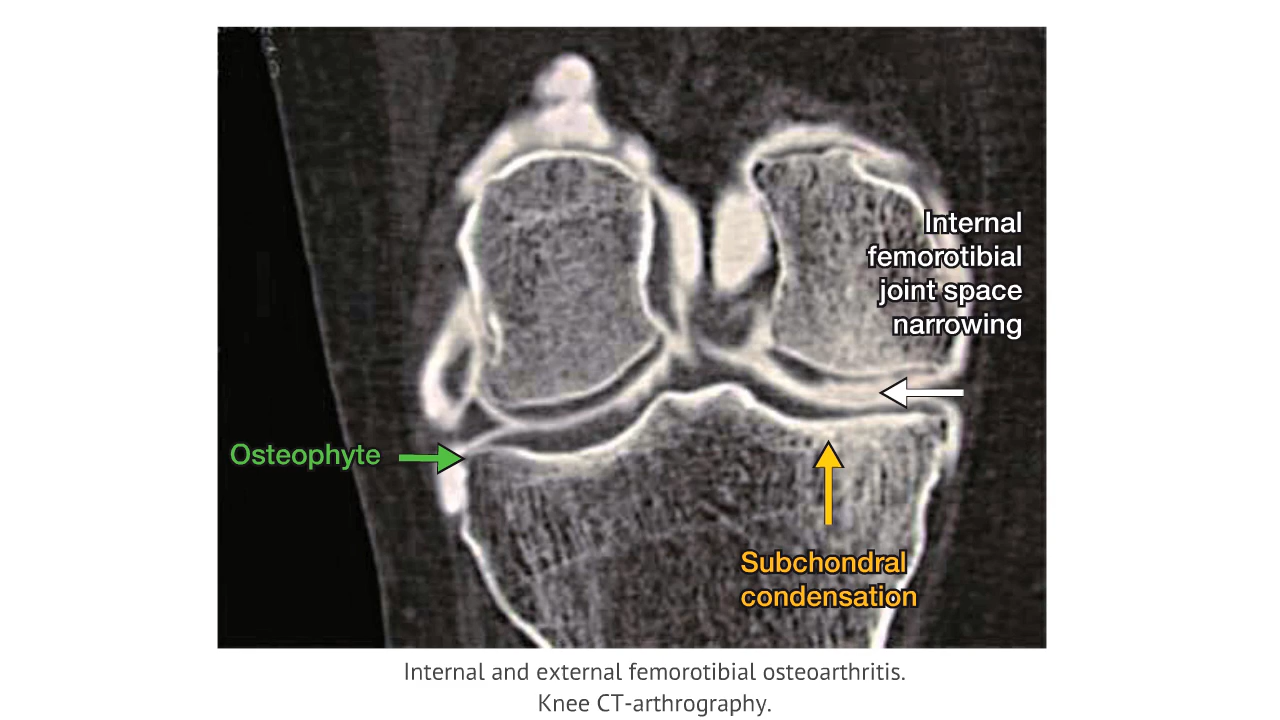 Internal
femorotibial
joint space
narrowing
Osteophyte
Subchondral
condensation
Internal and external femorotibial osteoarthritis.
Knee CT-arthrography.